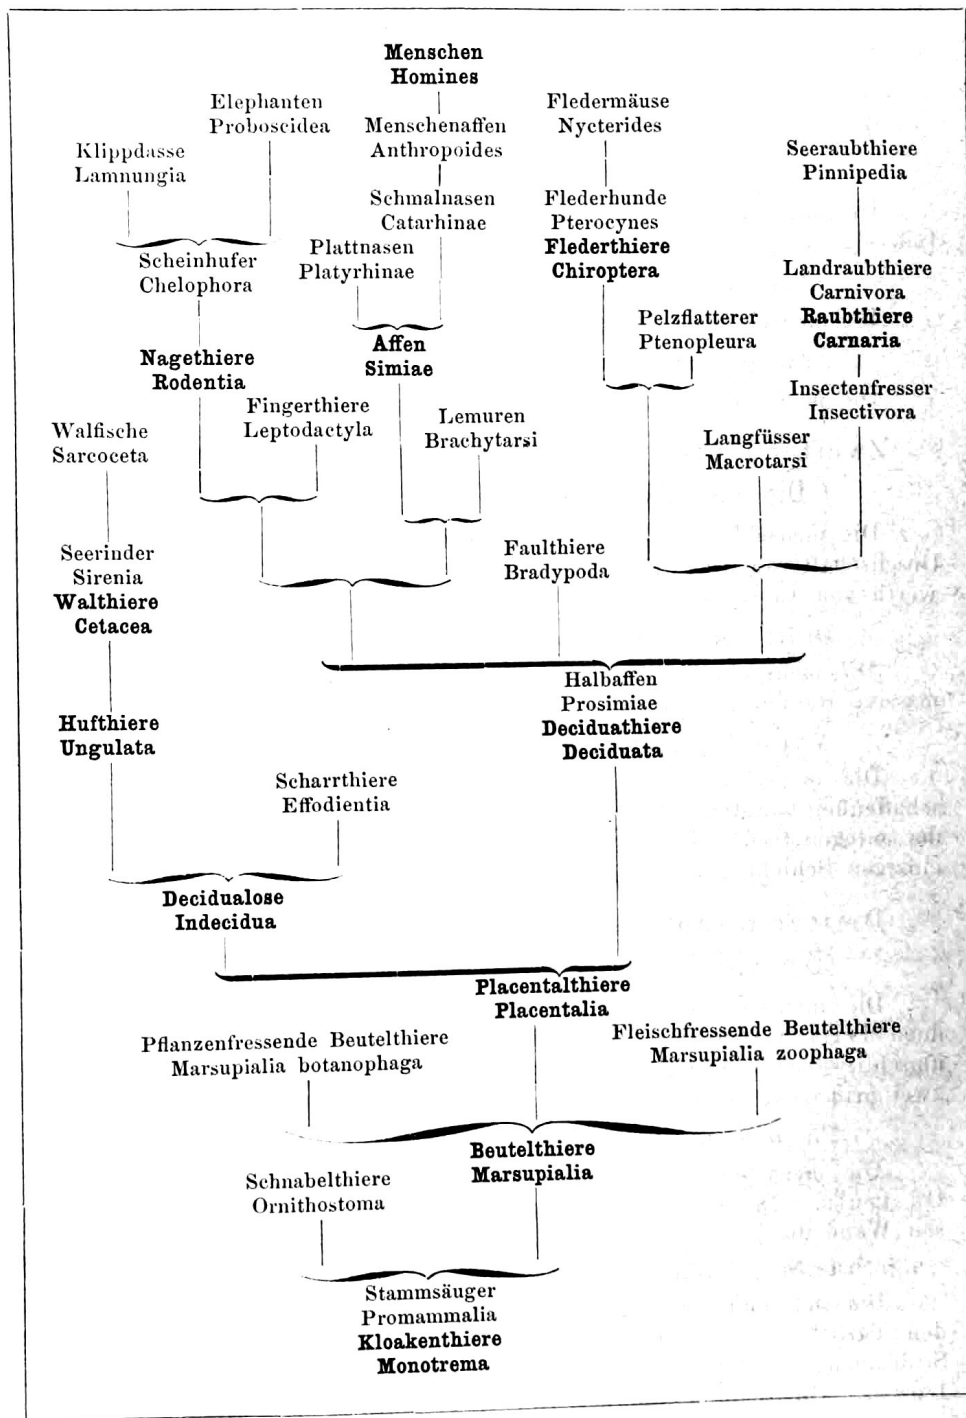 Menschen
Homines
Elephanten
Proboscidea
Menschenaffen
Anthropoides
Fledermäuse
Nycterides
Klippdasse
Lamnungia
Seeraubthiere
Pinnipedia
Schmalnasen
Catarhinae
Flederhunde
Pterocynes
Flederthiere
Chiroptera
Plattnasen
Platyrhinae
Scheinhufer
Chelophora
Landraubthiere
Carnivora
Raubthiere
Carnaria
Pelzflatterer
Ptenopleura
Affen
Simiae
Nagethiere
Rodentia
Insectenfresser
Insectivora
Fingerthiere
Leptodactyla
Lemuren
Brachytarsi
Walfische
Sarcoceta
Langfüsser
Macrotarsi
Seerinder
Sirenia
Walthiere
Cetacea
Faulthiere
Bradypoda
Halbaffen
Prosimiae
Deciduathiere
Deciduata
Hufthiere
Ungulata
Scharrthiere
Effodientia
Decidualose
Indecidua
Placentalthiere
Placentalia
Pflanzenfressende Beutelthiere
Marsupialia botanophaga
Fleischfressende Beutelthiere
Marsupialia zoophaga
Beutelthiere
Marsupialia
Schnabelthiere
Ornithostoma
Stammsäuger
Promammalia
Kloakenthiere
Monotrema